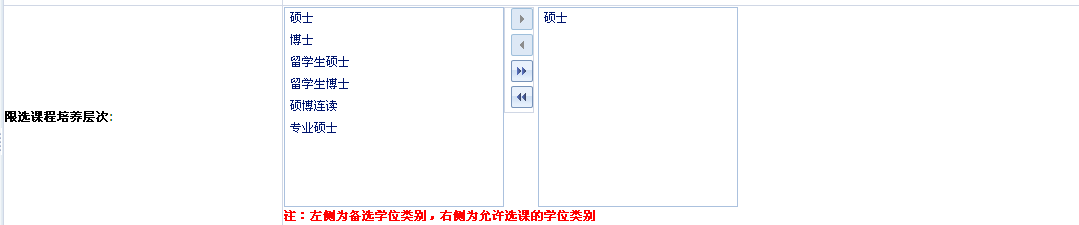 硕士
博士
留学生硕士
留学生博士
硕博连读
专业硕士
硕士
限选课程培养层次:
注：左侧为备选学位类别，右侧为允许选课的学位类别